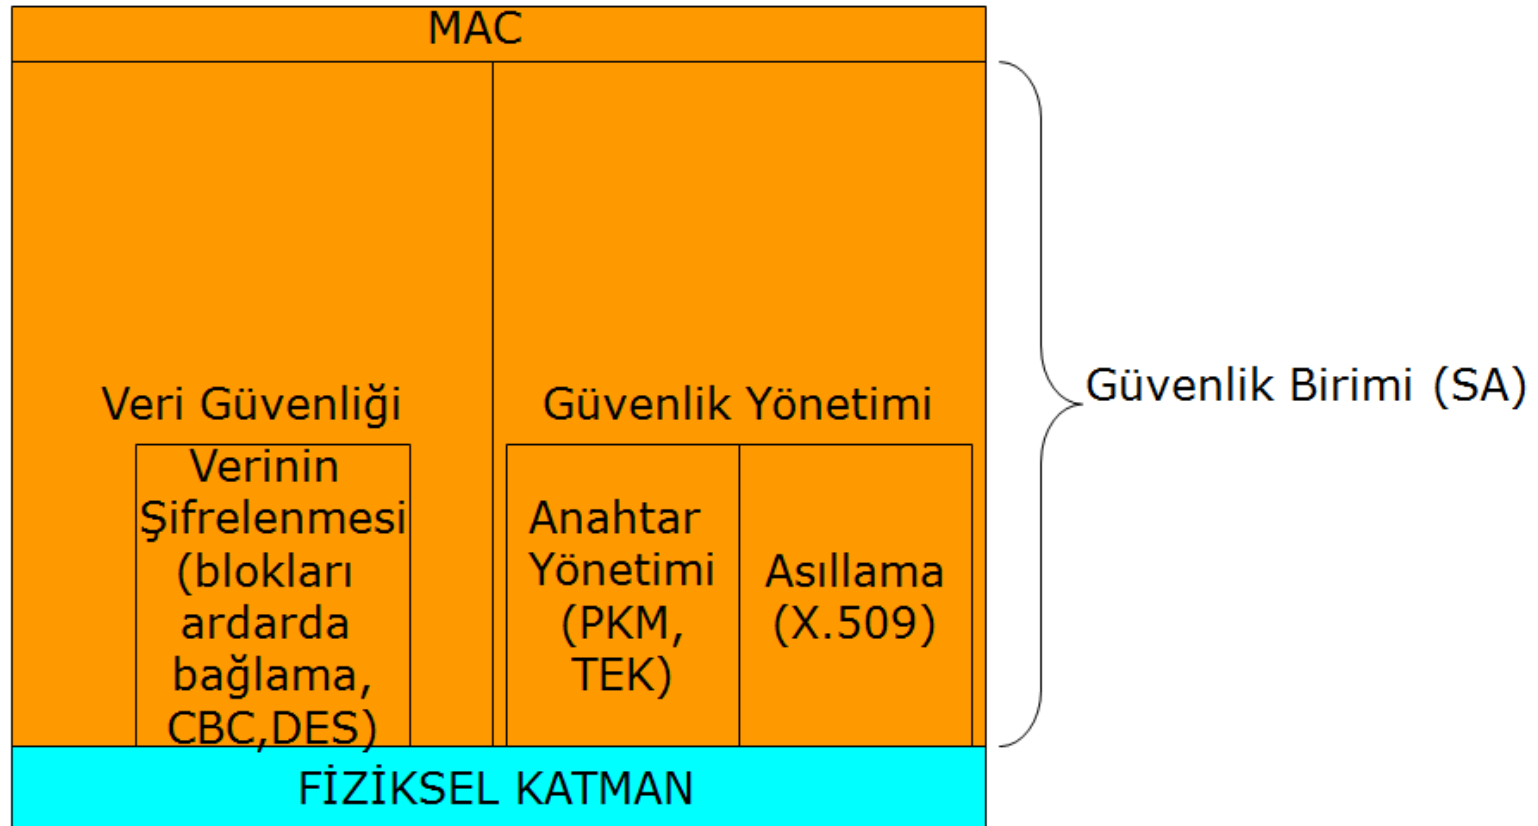 MAC
Veri Güvenliği
Verinin
Şifrelenmesi
(blokları
ardarda
bağlama,
CBC,DES)
Güvenlik Yönetimi
Anahtar
Yönetimi
(PKM,
TEK)
Asıllama
(X.509)
Güvenlik Birimi (SA)
FİZİKSEL KATMAN